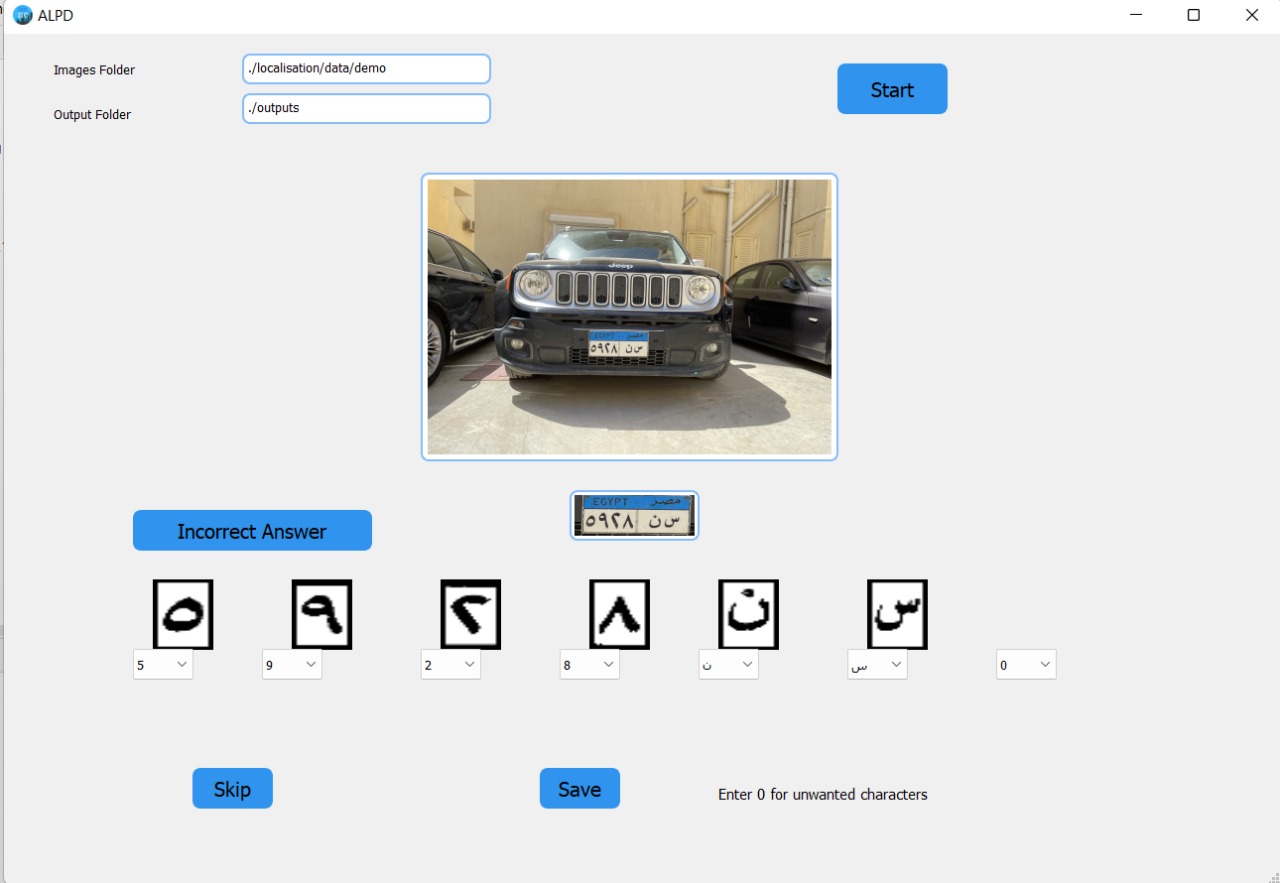 ALPD
Images Folder
./localisation/data/demo
Output Folder
./outputs
Start
Jeep
EGYPT مصر
٥٩٢٨ س ن
EGYPT مصر
٥٩٢٨ س ن
Incorrect Answer
٥ ٩ ٢ ٨ ن س
5 9 2 8 ن س 0
Skip
Save
Enter 0 for unwanted characters